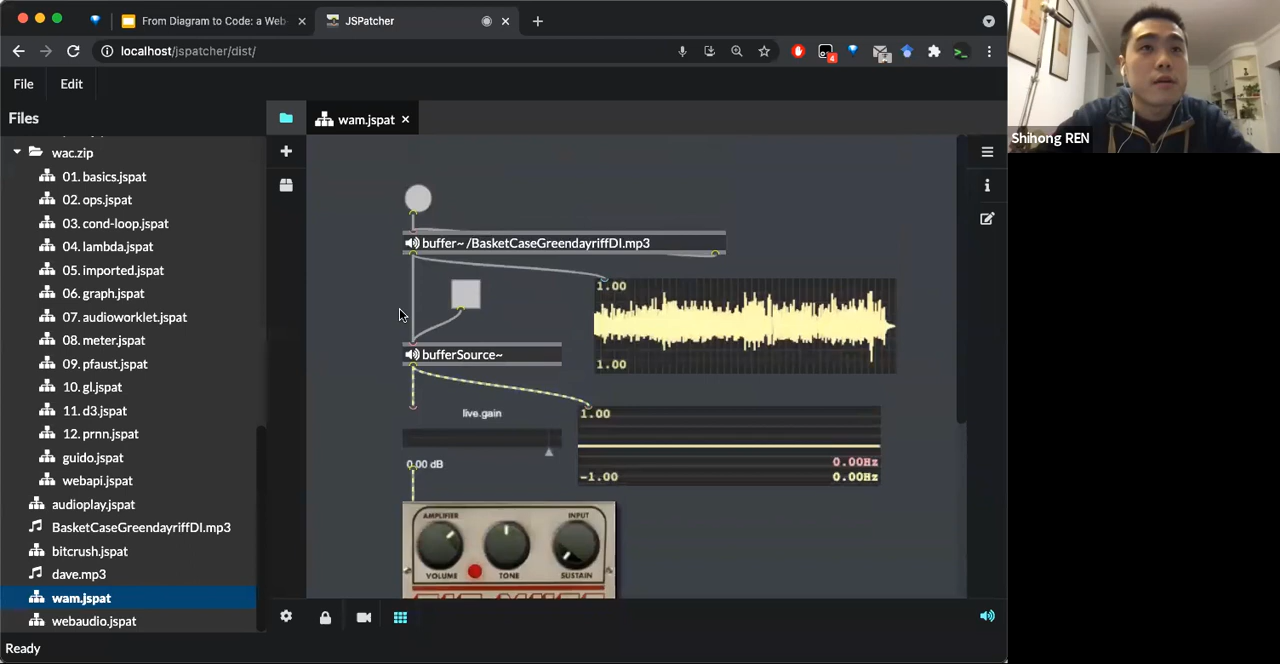 From Diagram to Code: a Web-
JSPatcher
localhost/jspatcher/dist/
4
File
Edit
Files
wam.jspat
wac.zip
01. basics.jspat
02. ops.jspat
03. cond-loop.jspat
04. lambda.jspat
05. imported.jspat
06. graph.jspat
07. audioworklet.jspat
08. meter.jspat
09. pfaust.jspat
10. gl.jspat
11. d3.jspat
12. prnn.jspat
guido.jspat
webapi.jspat
audioplay.jspat
BasketCaseGreendayriffDI.mp3
bitcrush.jspat
dave.mp3
wam.jspat
webaudio.jspat
Ready
buffer~ /BasketCaseGreendayriffDI.mp3
1.00
1.00
bufferSource~
live.gain
0.00 dB
1.00
0.00Hz
-1.00
0.00Hz
AMPLIFIER
INPUT
VOLUME
TONE
SUSTAIN
Shihong REN